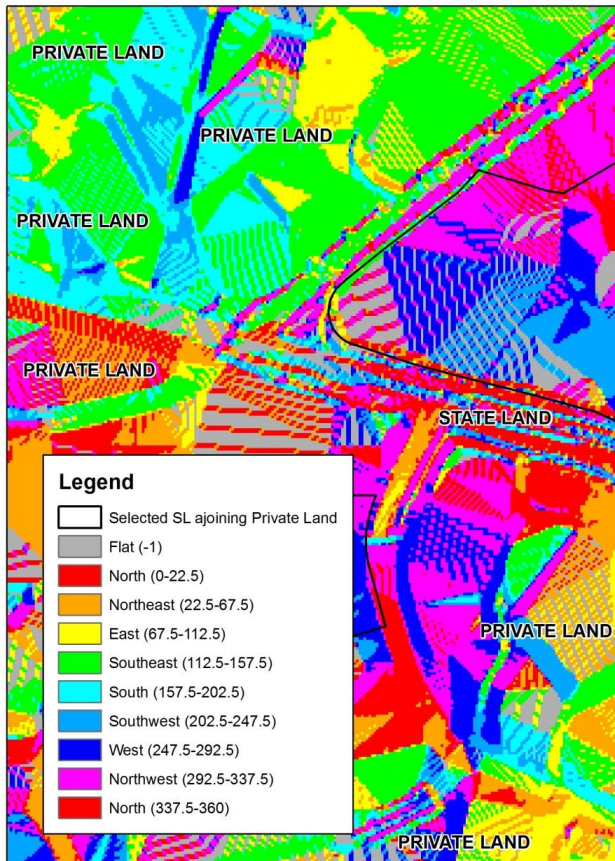 PRIVATE LAND
PRIVATE LAND
PRIVATE LAND
PRIVATE LAND
STATE LAND
Legend
Selected SL ajoining Private Land
Flat (-1)
North (0-22.5)
Northeast (22.5-67.5)
East (67.5-112.5)
Southeast (112.5-157.5)
South (157.5-202.5)
Southwest (202.5-247.5)
West (247.5-292.5)
Northwest (292.5-337.5)
North (337.5-360)
PRIVATE LAND
PRIVATE LAND